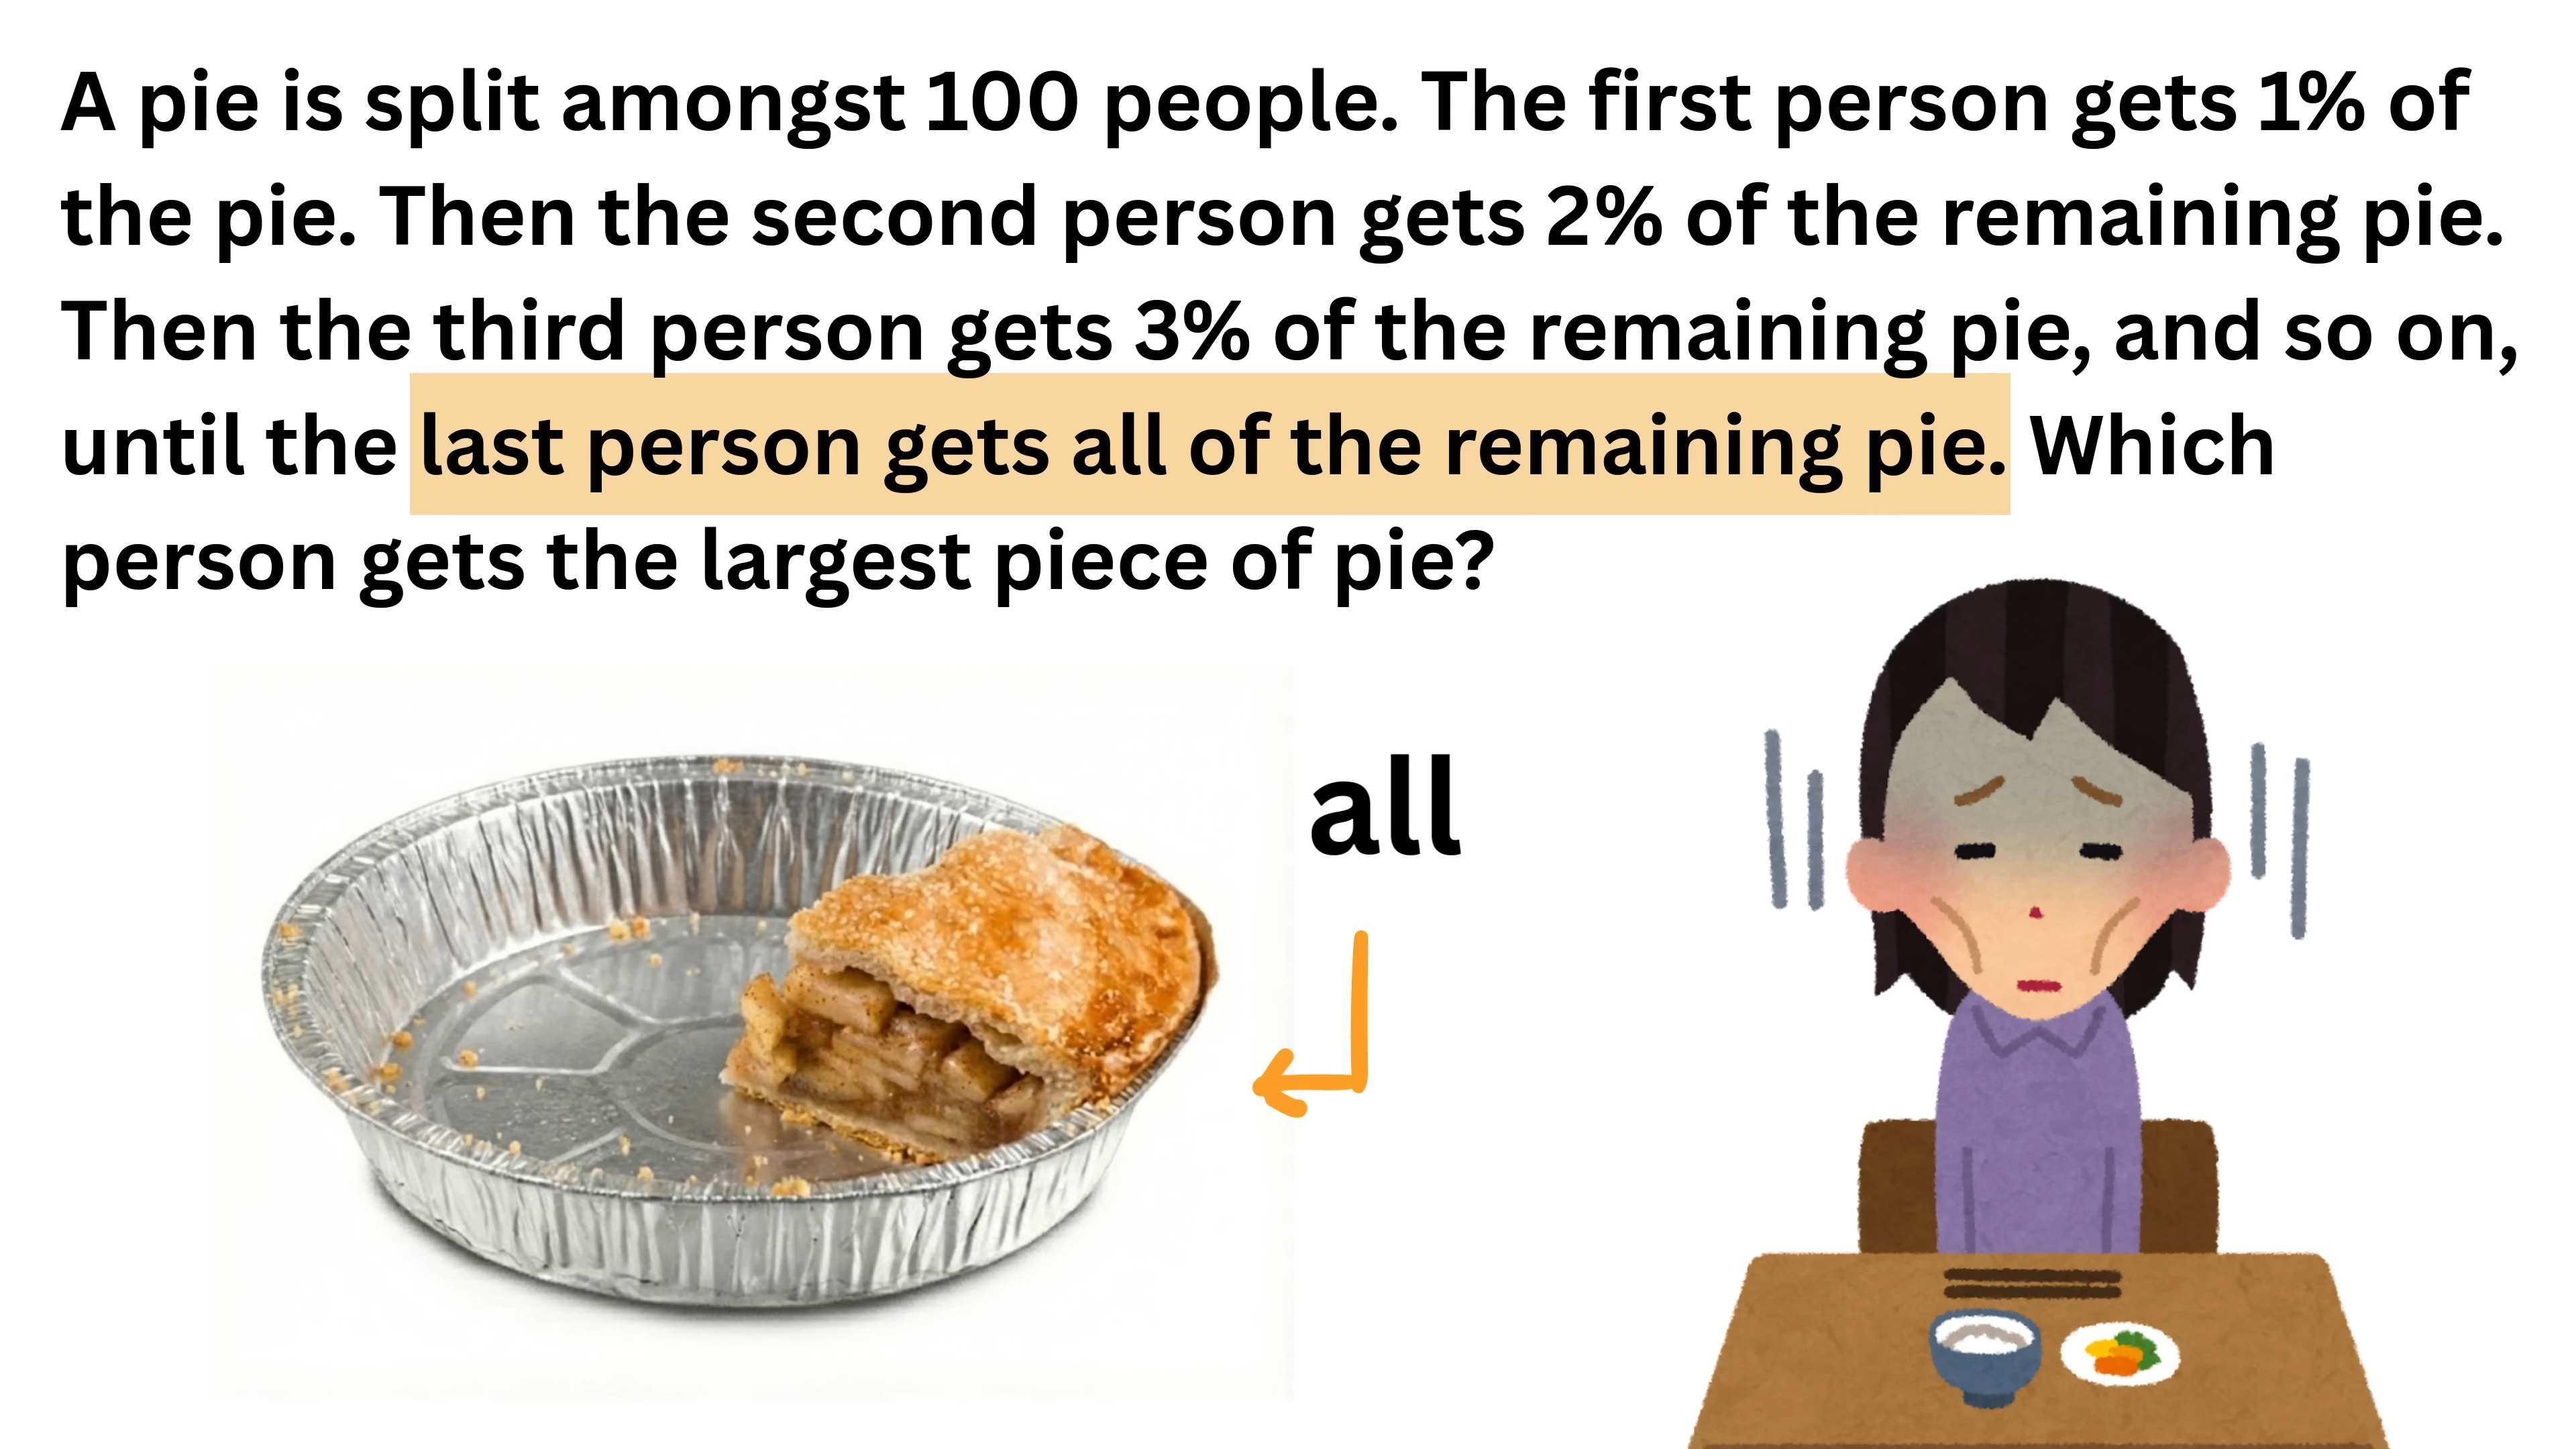 A pie is split amongst 100 people. The first person gets 1% of
the pie. Then the second person gets 2% of the remaining pie.
Then the third person gets 3% of the remaining pie, and so on,
until the last person gets all of the remaining pie. Which
person gets the largest piece of pie?
all